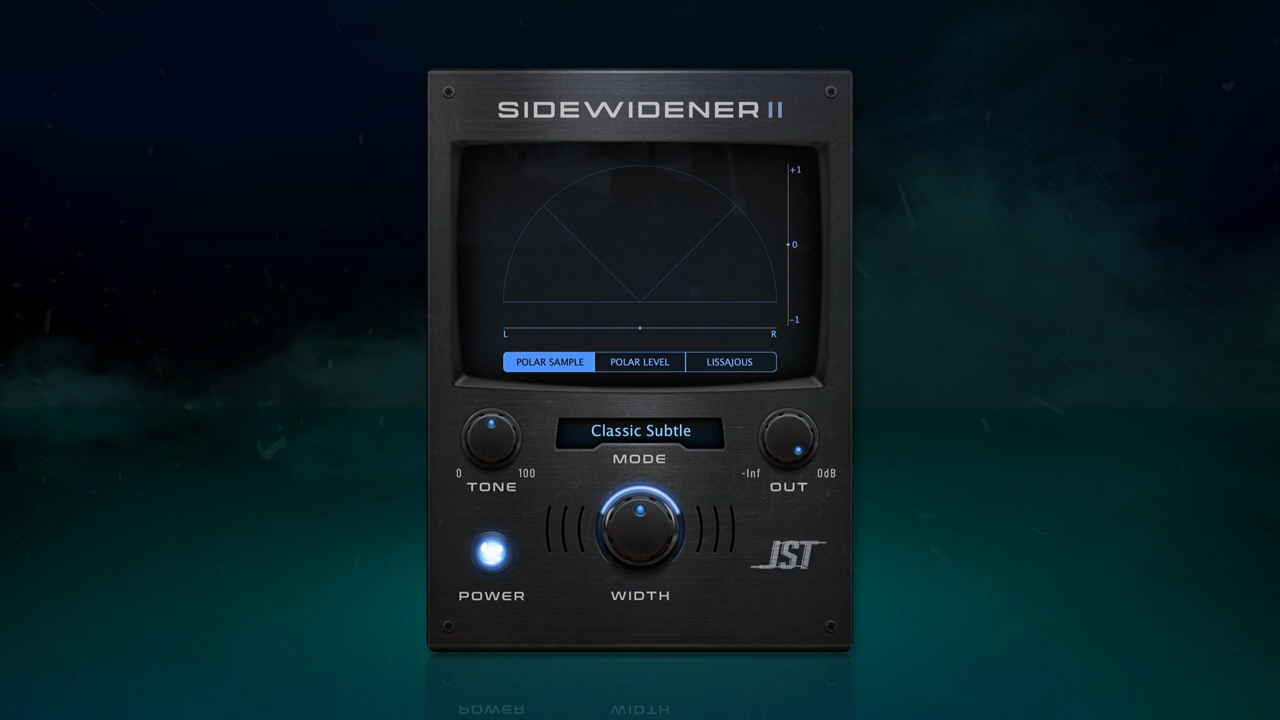 SIDEWIDENER II
+1
0
-1
L R
POLAR SAMPLE POLAR LEVEL LISSAJOUS
Classic Subtle
MODE
0 100
TONE
-Inf 0dB
OUT
JST
POWER
WIDTH
POWER WIDTH